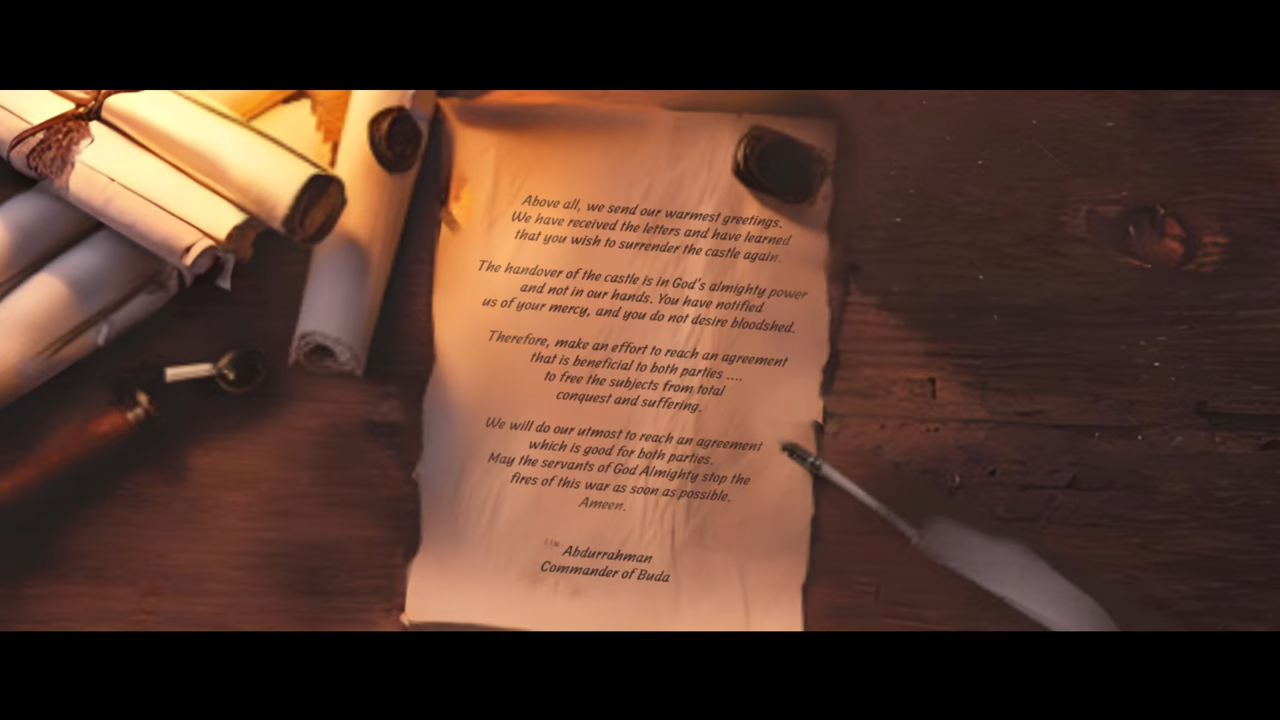 Above all, we send our warmest greetings.
We have received the letters and have learned
that you wish to surrender the castle again.
The handover of the castle is in God's almighty power
and not in our hands. You have notified
us of your mercy, and you do not desire bloodshed.
Therefore, make an effort to reach an agreement
that is beneficial to both parties ....
to free the subjects from total
conquest and suffering.
We will do our utmost to reach an agreement
which is good for both parties.
May the servants of God Almighty stop the
fires of this war as soon as possible.
Ameen.
Abdurrahman
Commander of Buda